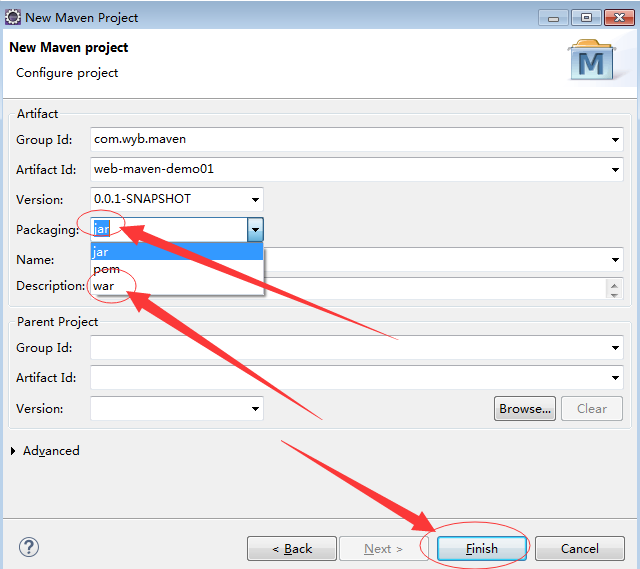 New Maven Project
New Maven project
Configure project
M
Artifact
Group Id: com.wyb.maven
Artifact Id: web-maven-demo01
Version: 0.0.1-SNAPSHOT
Packaging: jar
jar
pom
Name:
war
Description:
Parent Project
Group Id:
Artifact Id:
Version: Browse... Clear
Advanced
? < Back Next > Finish Cancel